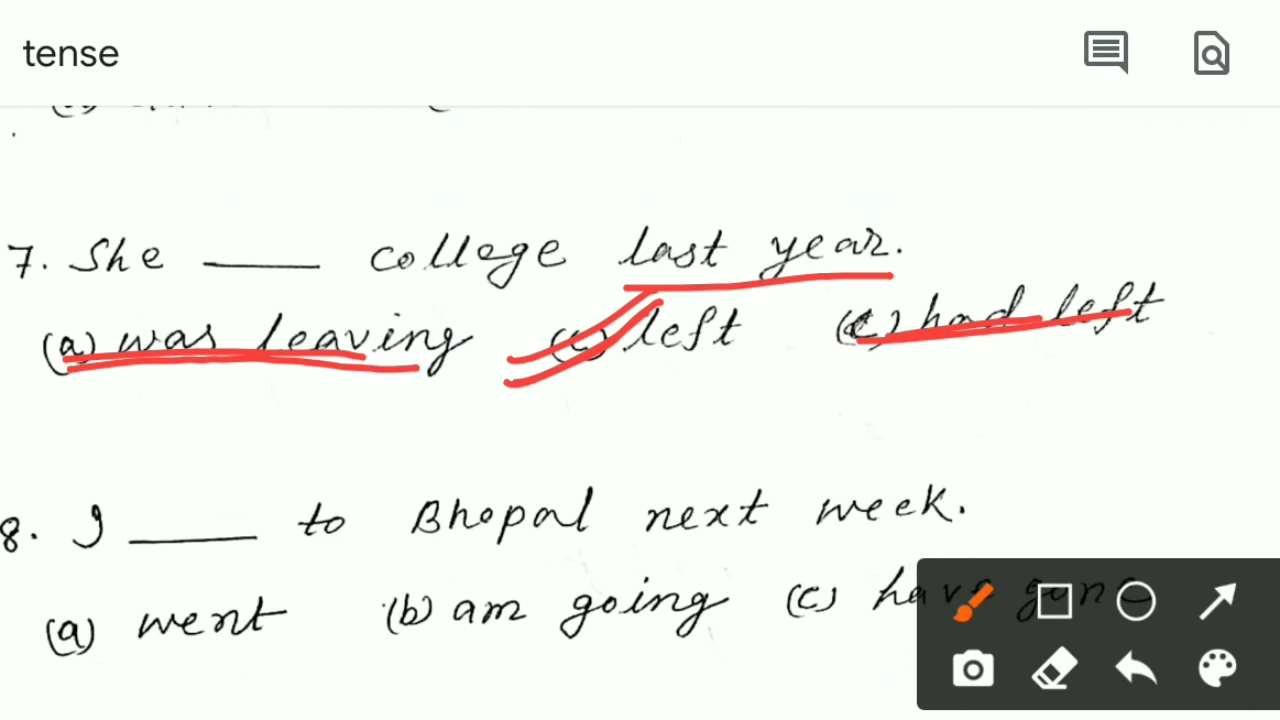 tense
7. She ____ college last year.
(a) was leaving (c) left (c) had left
8. I ____ to Bhopal next week.
(a) went (b) am going (c) have gone